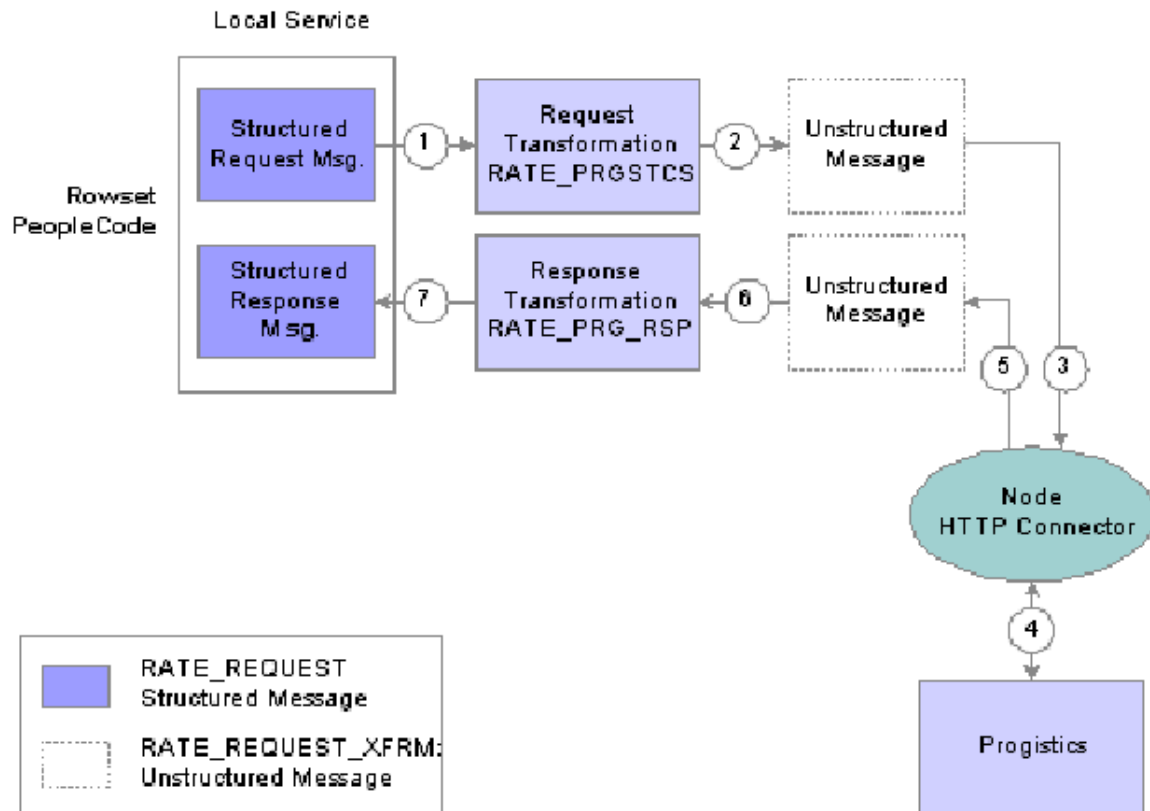 Local Service
Structured
Request Msg.
1
Request
Transformation
RATE_PRGSTCS
2
Unstructured
Message
Rowset
PeopleCode
Structured
Response
Msg.
7
Response
Transformation
RATE_PRG_RSP
6
Unstructured
Message
5
3
Node
HTTP Connector
4
Progistics
RATE_REQUEST
Structured Message
RATE_REQUEST_XFRM:
Unstructured Message